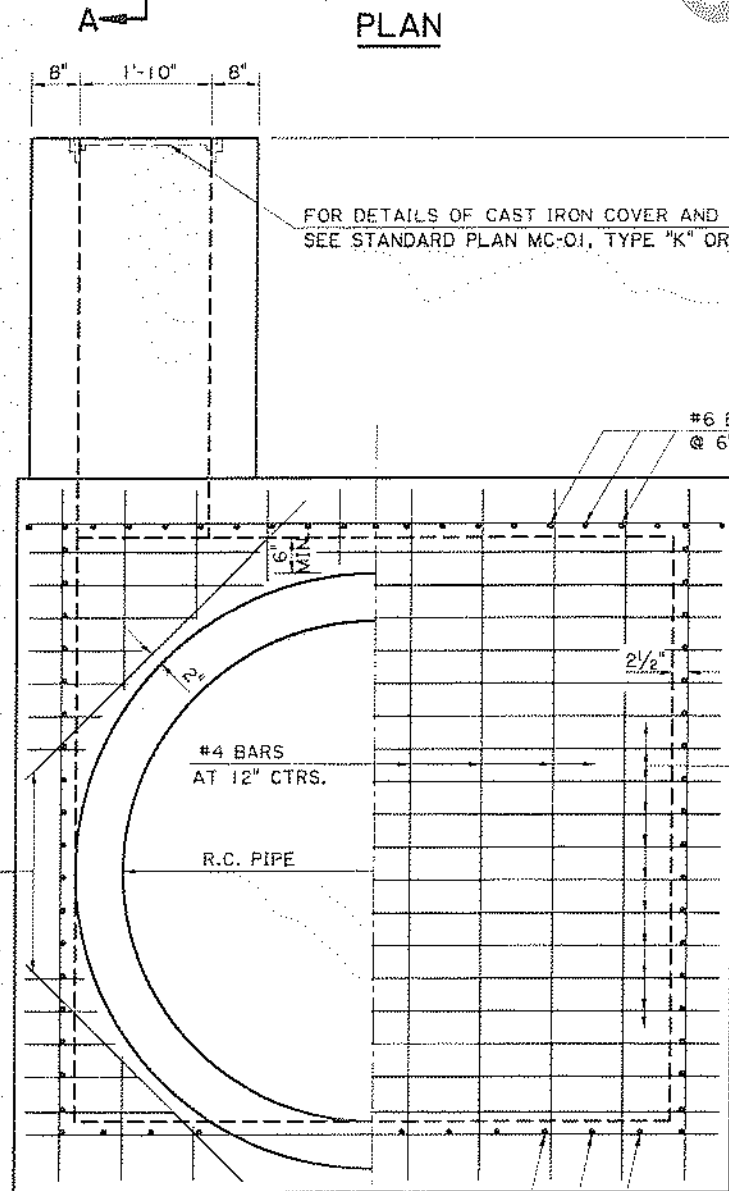 A
PLAN
8" 1'-10" 8"
FOR DETAILS OF CAST IRON COVER AND
SEE STANDARD PLAN MC-01, TYPE "K" OR
#6
@ 6"
6"
MIN.
2½"
2"
#4 BARS
AT 12" CTRS.
R.C. PIPE